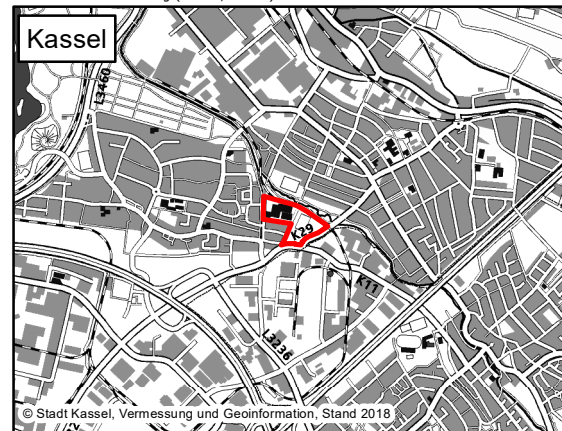 Kassel
L3460
K29
K11
L3236
© Stadt Kassel, Vermessung und Geoinformation, Stand 2018